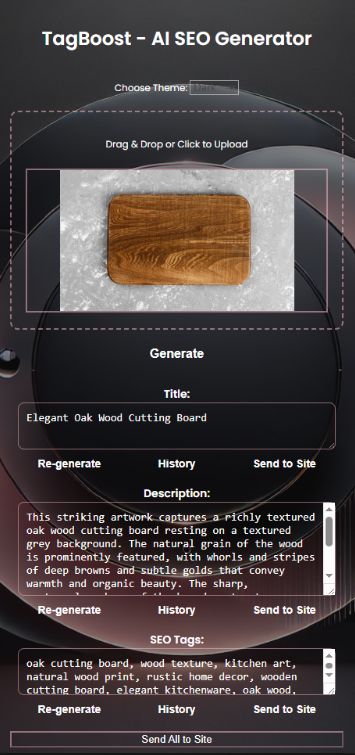 TagBoost - AI SEO Generator
Choose Theme:
Drag & Drop or Click to Upload
Generate
Title:
Elegant Oak Wood Cutting Board
Re-generate History Send to Site
Description:
This striking artwork captures a richly textured
oak wood cutting board resting on a textured
grey background. The natural grain of the wood
is prominently featured, with whorls and stripes
of deep browns and subtle golds that convey
warmth and organic beauty. The sharp,
Re-generate History Send to Site
SEO Tags:
oak cutting board, wood texture, kitchen art,
natural wood print, rustic home decor, wooden
cutting board, elegant kitchenware, oak wood,
Re-generate History Send to Site
Send All to Site